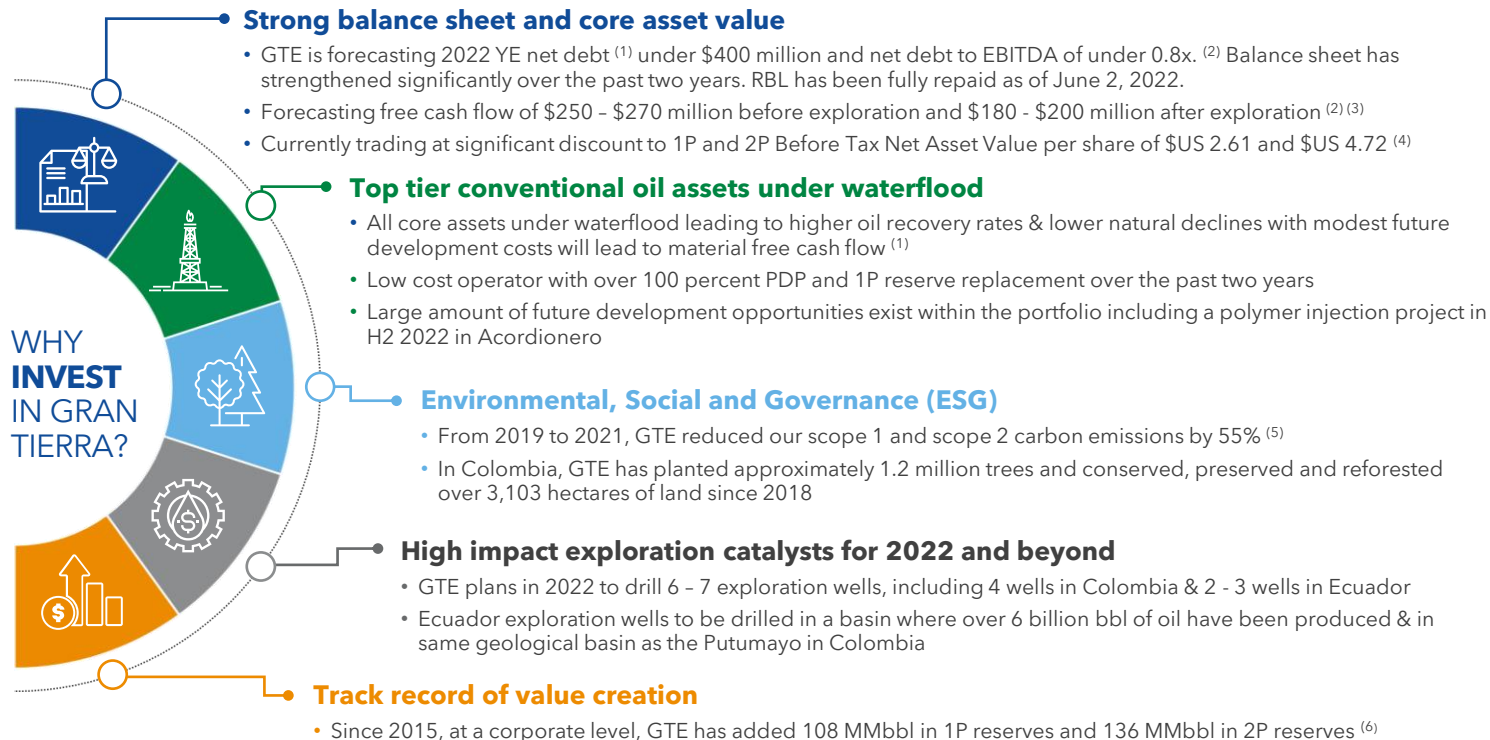 Strong balance sheet and core asset value
• GTE is forecasting 2022 YE net debt (1) under $400 million and net debt to EBITDA of under 0.8x. (2) Balance sheet has
strengthened significantly over the past two years. RBL has been fully repaid as of June 2, 2022.
• Forecasting free cash flow of $250 – $270 million before exploration and $180 - $200 million after exploration (2) (3)
• Currently trading at significant discount to 1P and 2P Before Tax Net Asset Value per share of $US 2.61 and $US 4.72 (4)
Top tier conventional oil assets under waterflood
• All core assets under waterflood leading to higher oil recovery rates & lower natural declines with modest future
development costs will lead to material free cash flow (1)
• Low cost operator with over 100 percent PDP and 1P reserve replacement over the past two years
• Large amount of future development opportunities exist within the portfolio including a polymer injection project in
H2 2022 in Acordionero
WHY
INVEST
IN GRAN
TIERRA?
Environmental, Social and Governance (ESG)
• From 2019 to 2021, GTE reduced our scope 1 and scope 2 carbon emissions by 55% (5)
• In Colombia, GTE has planted approximately 1.2 million trees and conserved, preserved and reforested
over 3,103 hectares of land since 2018
$
High impact exploration catalysts for 2022 and beyond
• GTE plans in 2022 to drill 6 – 7 exploration wells, including 4 wells in Colombia & 2 - 3 wells in Ecuador
• Ecuador exploration wells to be drilled in a basin where over 6 billion bbl of oil have been produced & in
same geological basin as the Putumayo in Colombia
$
Track record of value creation
• Since 2015, at a corporate level, GTE has added 108 MMbbl in 1P reserves and 136 MMbbl in 2P reserves (6)